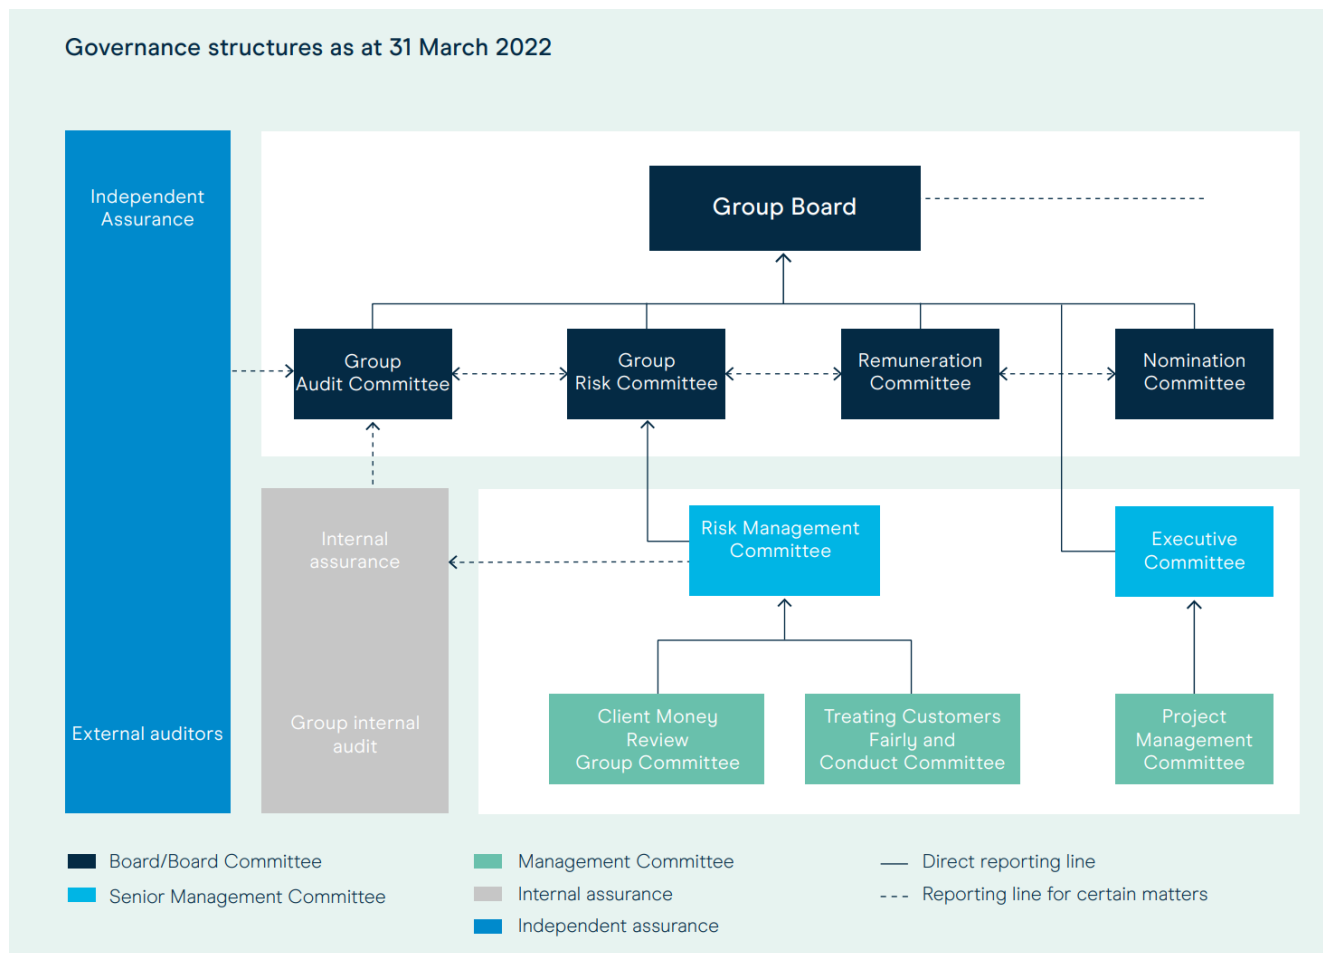 Governance structures as at 31 March 2022
Independent
Assurance
Group Board
Group
Audit Committee
Group
Risk Committee
Remuneration
Committee
Nomination
Committee
Internal
assurance
Risk Management
Committee
Executive
Committee
External auditors
Group internal
audit
Client Money
Review
Group Committee
Treating Customers
Fairly and
Conduct Committee
Project
Management
Committee
Board/Board Committee
Senior Management Committee
Management Committee
Internal assurance
Independent assurance
Direct reporting line
Reporting line for certain matters